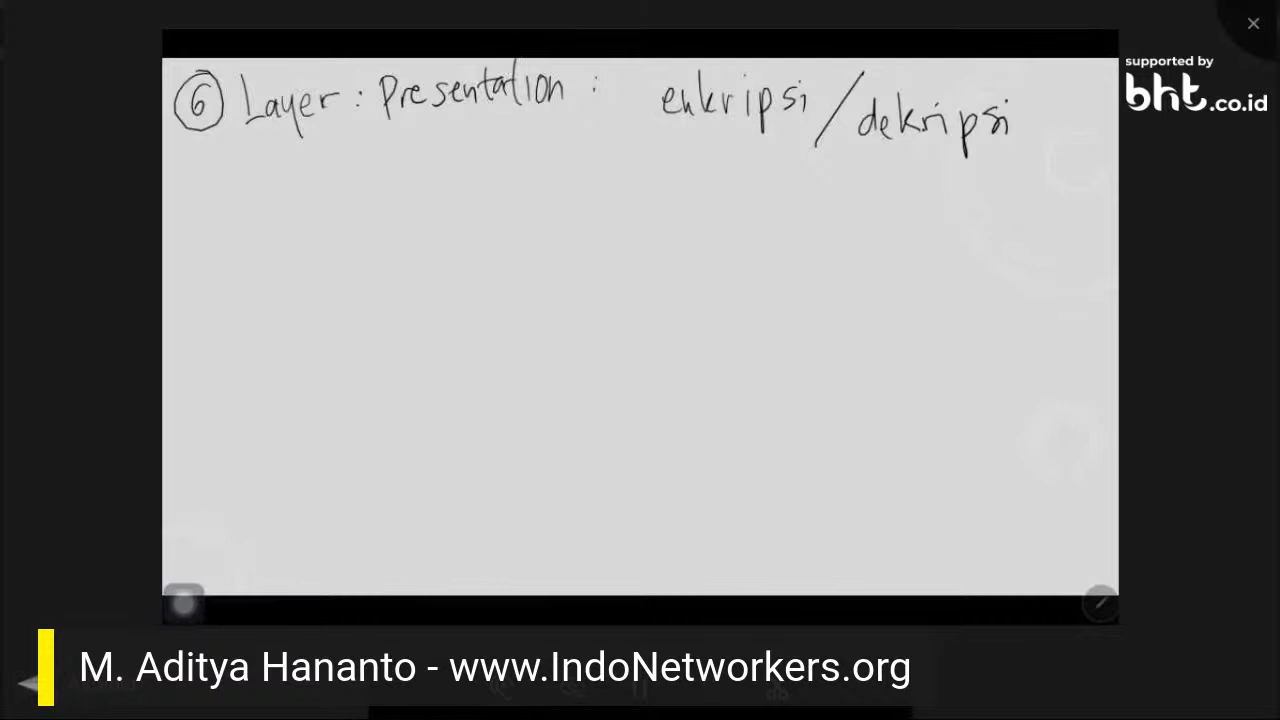 ⑥ Layer : Presentation : enkripsi / dekripsi
supported by
bht.co.id
M. Aditya Hananto - www.IndoNetworkers.org